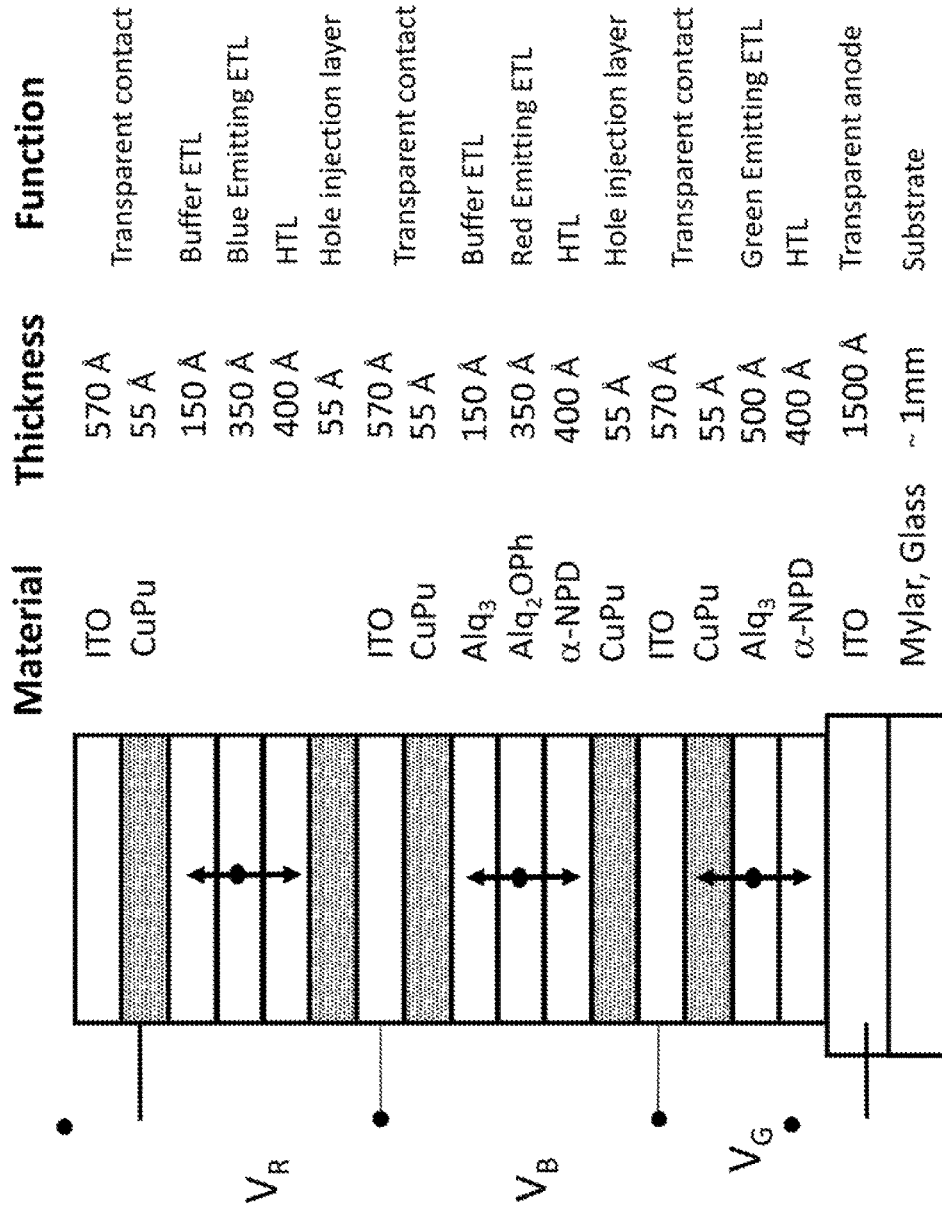 Material Thickness Function
ITO 570 Å Transparent contact
CuPu 55 Å
150 Å Buffer ETL
350 Å Blue Emitting ETL
400 Å HTL
55 Å Hole injection layer
ITO 570 Å Transparent contact
CuPu 55 Å
Alq₃ 150 Å Buffer ETL
Alq₂OPh 350 Å Red Emitting ETL
α-NPD 400 Å HTL
CuPu 55 Å Hole injection layer
ITO 570 Å Transparent contact
CuPu 55 Å
Alq₃ 500 Å Green Emitting ETL
α-NPD 400 Å HTL
ITO 1500 Å Transparent anode
Mylar, Glass ~ 1mm Substrate
V_R
V_B
V_G